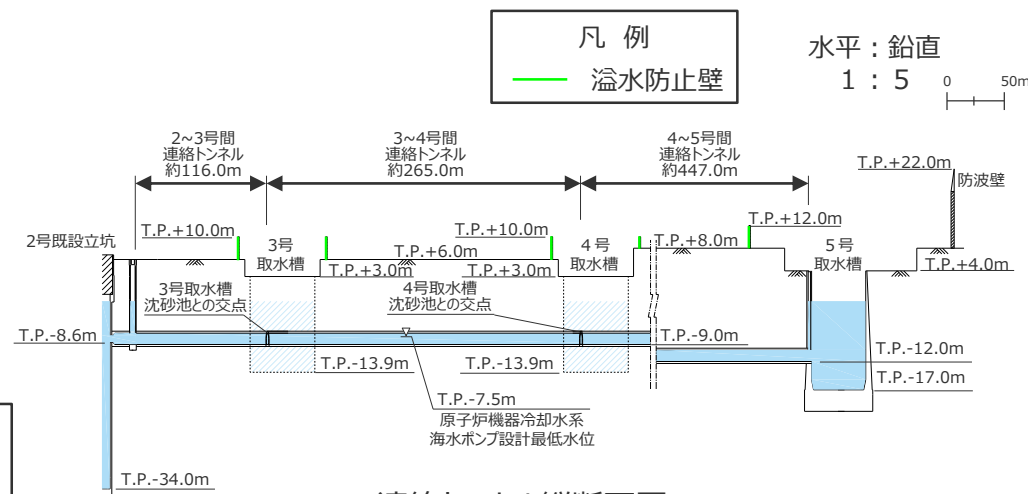 凡 例
溢水防止壁
水平：鉛直
1 : 5
0 50m
2~3号間
連絡トンネル
約116.0m
3~4号間
連絡トンネル
約265.0m
4~5号間
連絡トンネル
約447.0m
T.P.+22.0m
防波壁
2号既設立坑
T.P.+10.0m
3号
取水槽
T.P.+10.0m
4号
取水槽
T.P.+12.0m
5号
取水槽
T.P.+6.0m
T.P.+8.0m
T.P.+3.0m
T.P.+3.0m
T.P.+4.0m
3号取水槽
沈砂池との交点
4号取水槽
沈砂池との交点
T.P.-8.6m
T.P.-9.0m
T.P.-12.0m
T.P.-13.9m
T.P.-13.9m
T.P.-17.0m
T.P.-7.5m
原子炉機器冷却水系
海水ポンプ設計最低水位
T.P.-34.0m